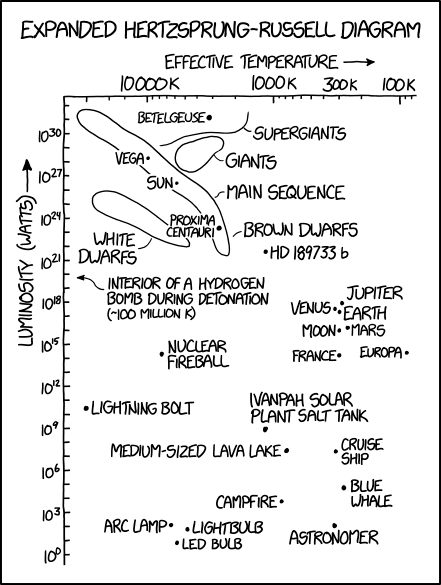 EXPANDED HERTZSPRUNG-RUSSELL DIAGRAM
EFFECTIVE TEMPERATURE →
10000K 1000K 300K 100K
LUMINOSITY (WATTS) →
10^30
10^27
10^24
10^21
10^18
10^15
10^12
10^9
10^6
10^3
10^0
BETELGEUSE
SUPERGIANTS
VEGA
GIANTS
SUN
MAIN SEQUENCE
PROXIMA
CENTAURI
BROWN DWARFS
WHITE
DWARFS
HD 189733 b
INTERIOR OF A HYDROGEN
BOMB DURING DETONATION
(~100 MILLION K)
JUPITER
VENUS
EARTH
MOON
MARS
NUCLEAR
FIREBALL
FRANCE
EUROPA
LIGHTNING BOLT
IVANPAH SOLAR
PLANT SALT TANK
MEDIUM-SIZED LAVA LAKE
CRUISE
SHIP
BLUE
WHALE
CAMPFIRE
ARC LAMP
LIGHTBULB
LED BULB
ASTRONOMER